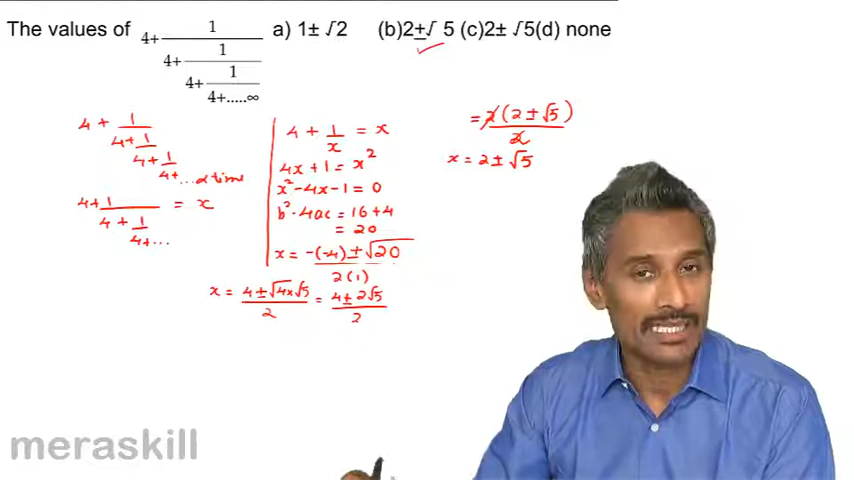 The values of 4+ 1 a) 1± √2 (b)2±√ 5 (c)2± √5(d) none
4+ 1
4+ 1
4+.....∞
4 + 1
4+ 1
4+ 1
4+ ...α time
4+ 1 = x
4 + 1
4+...
4 + 1/x = x
4x + 1 = x²
x² - 4x - 1 = 0
b² - 4ac = 16 + 4
= 20
x = -(-4) ± √20
2(1)
x = 4 ± √4x√5 = 4 ± 2√5
2 2
= 2(2 ± √5)
2
x = 2 ± √5
meraskill